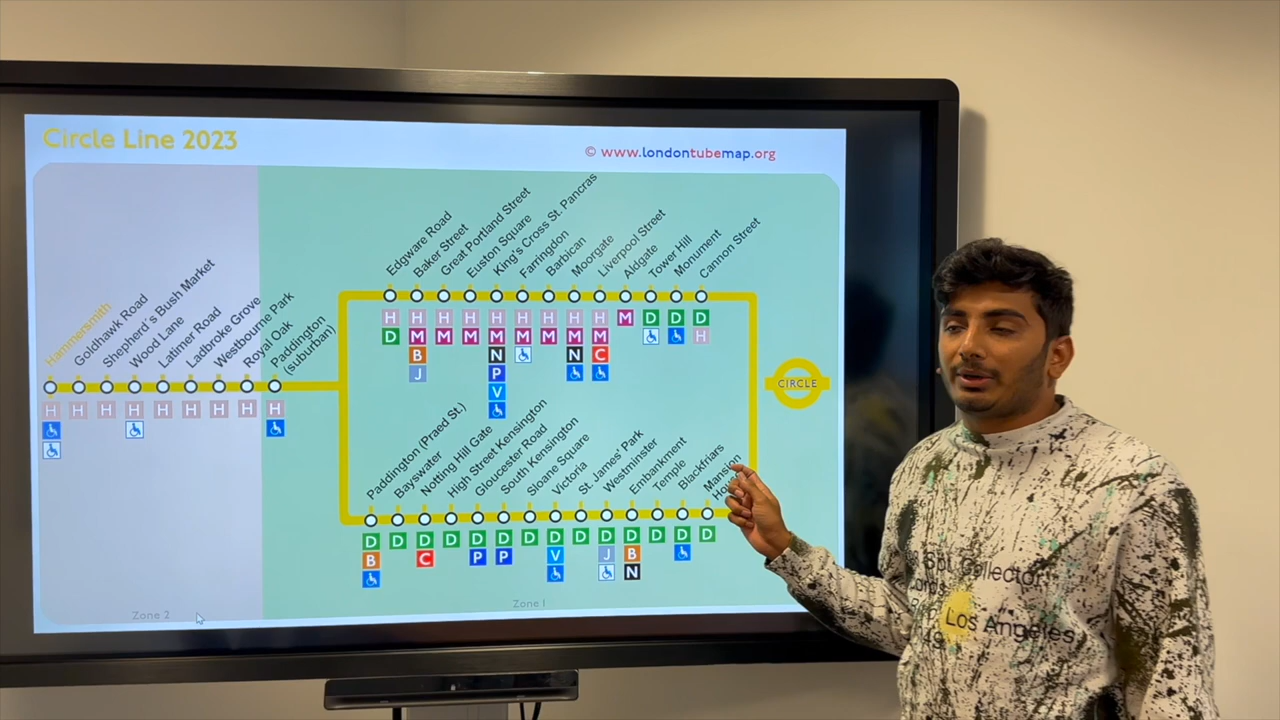 Circle Line 2023
© www.londontubemap.org
Hammersmith
Goldhawk Road
Shepherd's Bush Market
Wood Lane
Latimer Road
Ladbroke Grove
Westbourne Park
Royal Oak
Paddington
(suburban)
H H H H H H H H H
Edgware Road
Baker Street
Great Portland Street
Euston Square
King's Cross St. Pancras
Farringdon
Barbican
Moorgate
Liverpool Street
Aldgate
Tower Hill
Monument
Cannon Street
H H H H H H H H H M D D D
D M M M M M M M M H
B N N C
J P
V
CIRCLE
Paddington (Praed St.)
Bayswater
Notting Hill Gate
High Street Kensington
Gloucester Road
South Kensington
Sloane Square
Victoria
St. James' Park
Westminster
Embankment
Temple
Blackfriars
Mansion
D D D D D D D D D D D D D D
B C P P V J B
N
Zone 2
Zone 1
Collector
Los Angeles